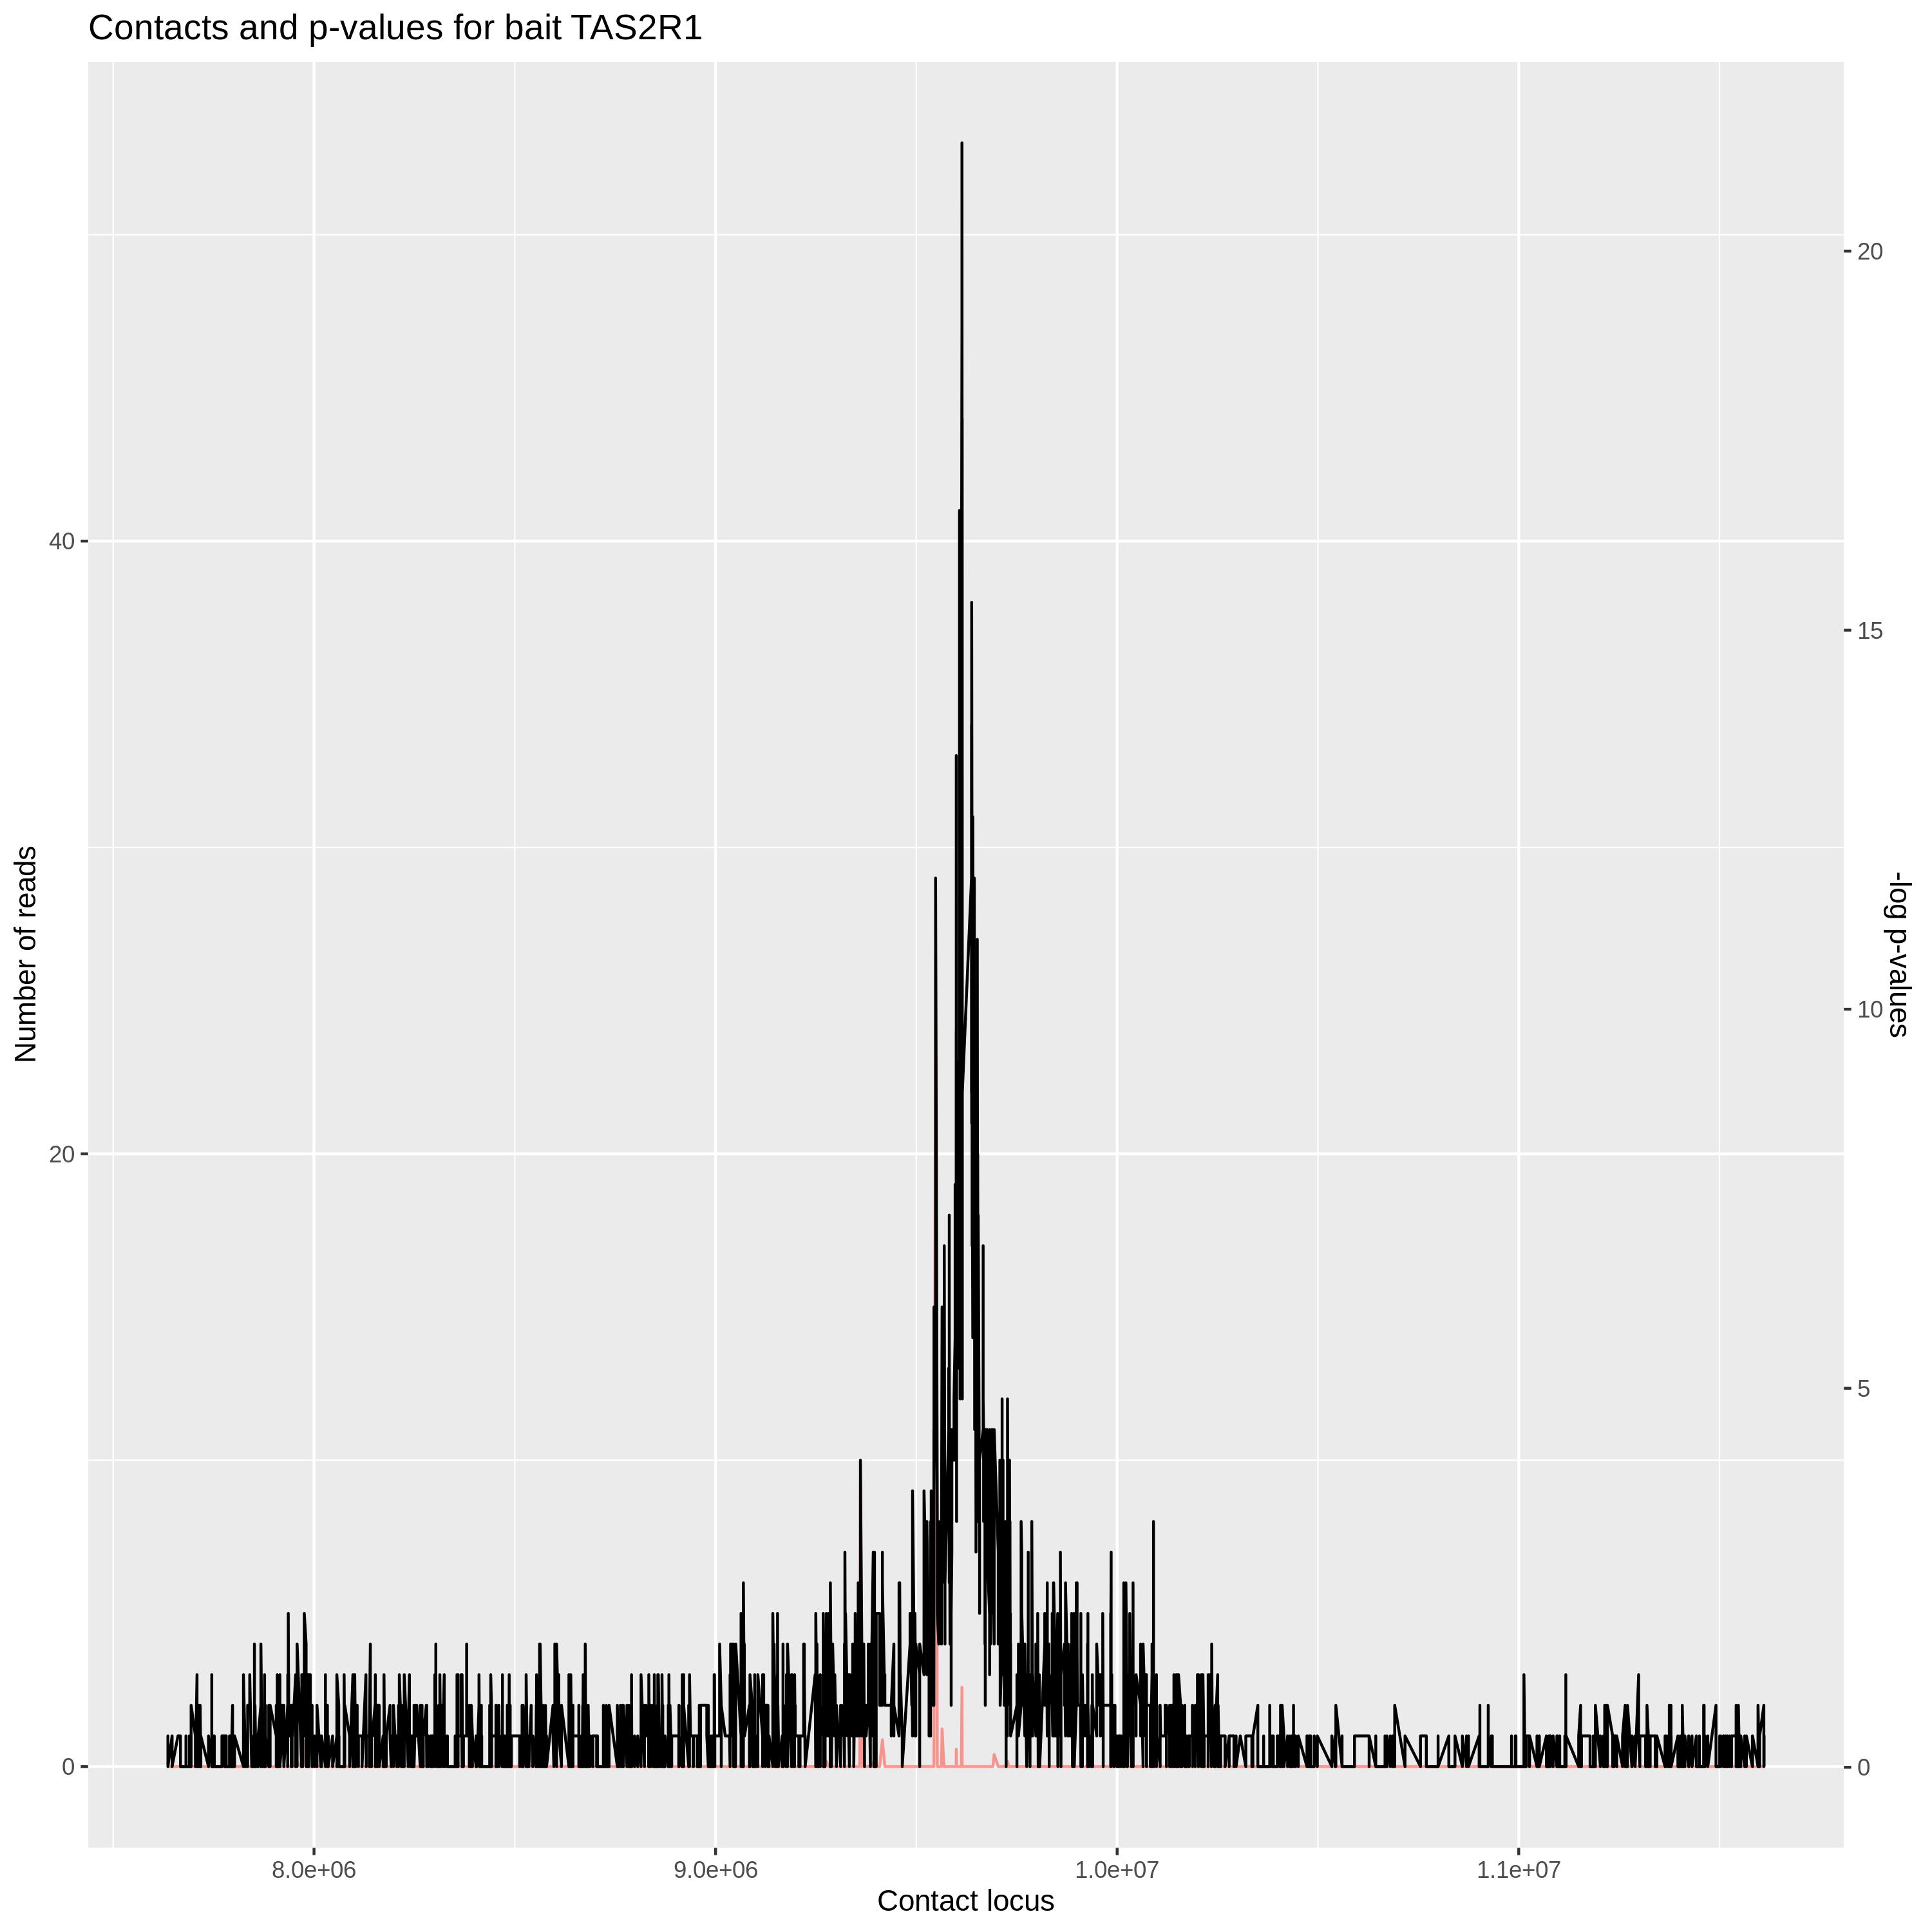 Contacts and p-values for bait TAS2R1
Number of reads
40
20
0
20
15
10
5
0
-log p-values
8.0e+06
9.0e+06
1.0e+07
1.1e+07
Contact locus